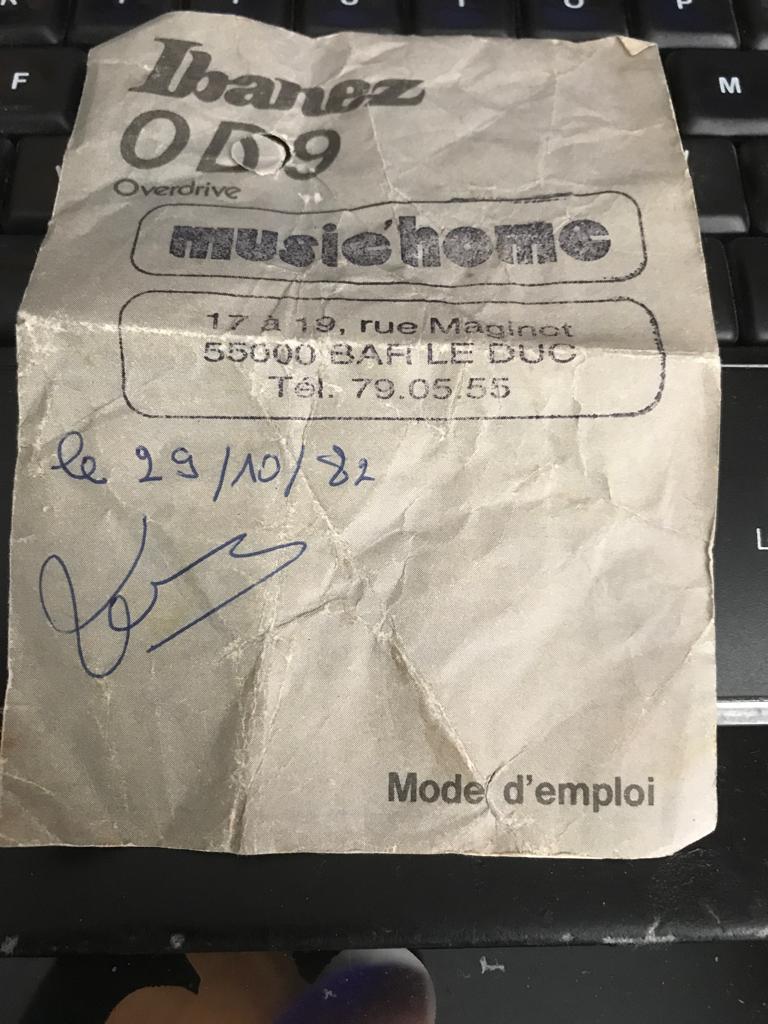 F
M
Ibanez
OD9
Overdrive
music'home
17 à 19, rue Maginot
55000 BAR LE DUC
Tél. 79.05.55
le 29/10/82
L
Mode d'emploi